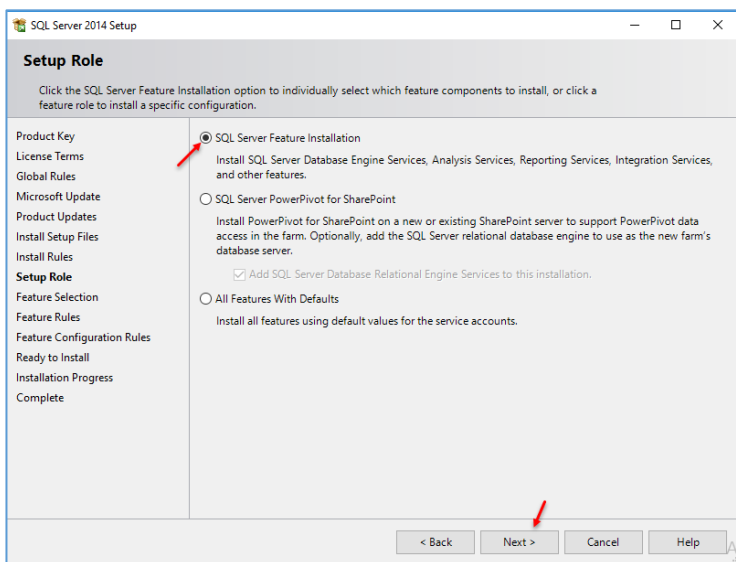 SQL Server 2014 Setup
Setup Role
Click the SQL Server Feature Installation option to individually select which feature components to install, or click a
feature role to install a specific configuration.
Product Key
License Terms
Global Rules
Microsoft Update
Product Updates
Install Setup Files
Install Rules
Setup Role
Feature Selection
Feature Rules
Feature Configuration Rules
Ready to Install
Installation Progress
Complete
SQL Server Feature Installation
Install SQL Server Database Engine Services, Analysis Services, Reporting Services, Integration Services,
and other features.
SQL Server PowerPivot for SharePoint
Install PowerPivot for SharePoint on a new or existing SharePoint server to support PowerPivot data
access in the farm. Optionally, add the SQL Server relational database engine to use as the new farm's
database server.
Add SQL Server Database Relational Engine Services to this installation.
All Features With Defaults
Install all features using default values for the service accounts.
< Back
Next >
Cancel
Help